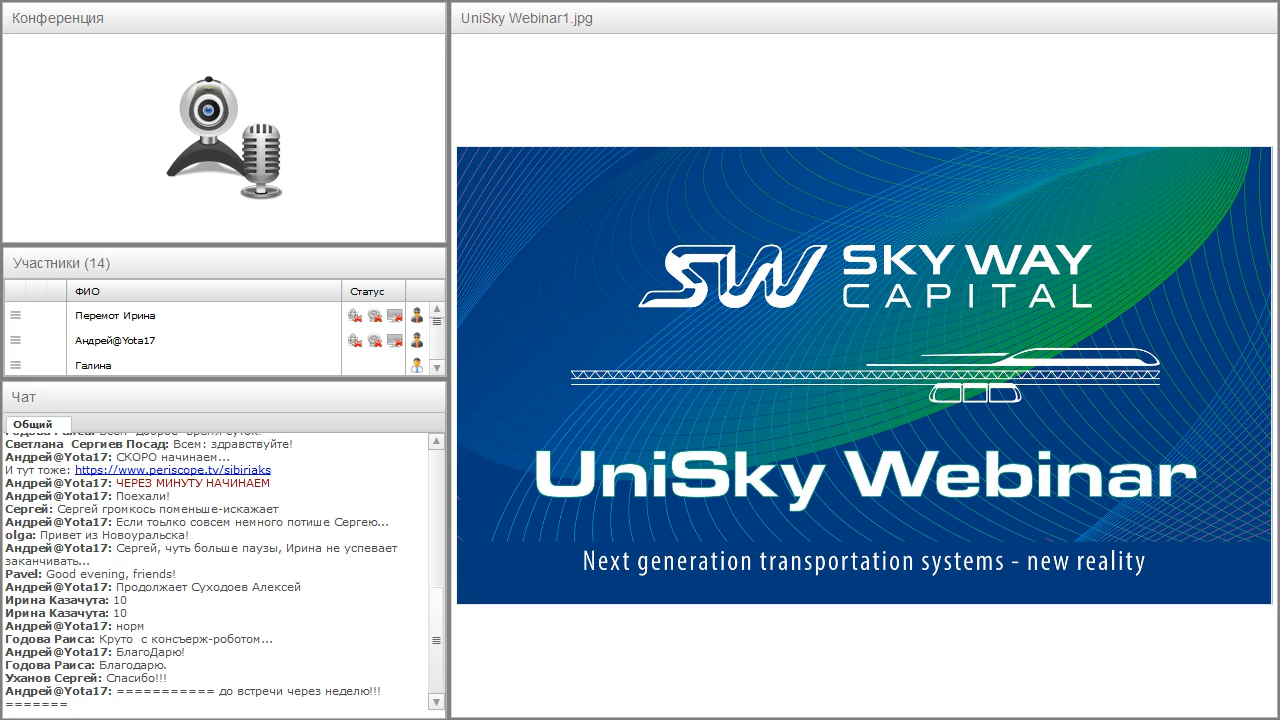 Конференция
UniSky Webinar1.jpg
SW SKY WAY
CAPITAL
UniSky Webinar
Next generation transportation systems - new reality
Участники (14)
ФИО
Статус
Перемот Ирина
Андрей@Yota17
Галина
Чат
Общий
Светлана Сергиев Посад: Всем: здравствуйте!
Андрей@Yota17: СКОРО начинаем...
И тут тоже: https://www.periscope.tv/sibiriaks
Андрей@Yota17: ЧЕРЕЗ МИНУТУ НАЧИНАЕМ
Андрей@Yota17: Поехали!
Сергей: Сергей громкось поменьше-искажает
Андрей@Yota17: Если тоълко совсем немного потише Сергею...
olga: Привет из Новоуральска!
Андрей@Yota17: Сергей, чуть больше паузы, Ирина не успевает
заканчивать...
Pavel: Good evening, friends!
Андрей@Yota17: Продолжает Суходоев Алексей
Ирина Казачута: 10
Ирина Казачута: 10
Андрей@Yota17: норм
Годова Раиса: Круто с консъерж-роботом...
Андрей@Yota17: БлагоДарю!
Годова Раиса: Благодарю.
Уханов Сергей: Спасибо!!!
Андрей@Yota17: =========== до встречи через неделю!!!
=======